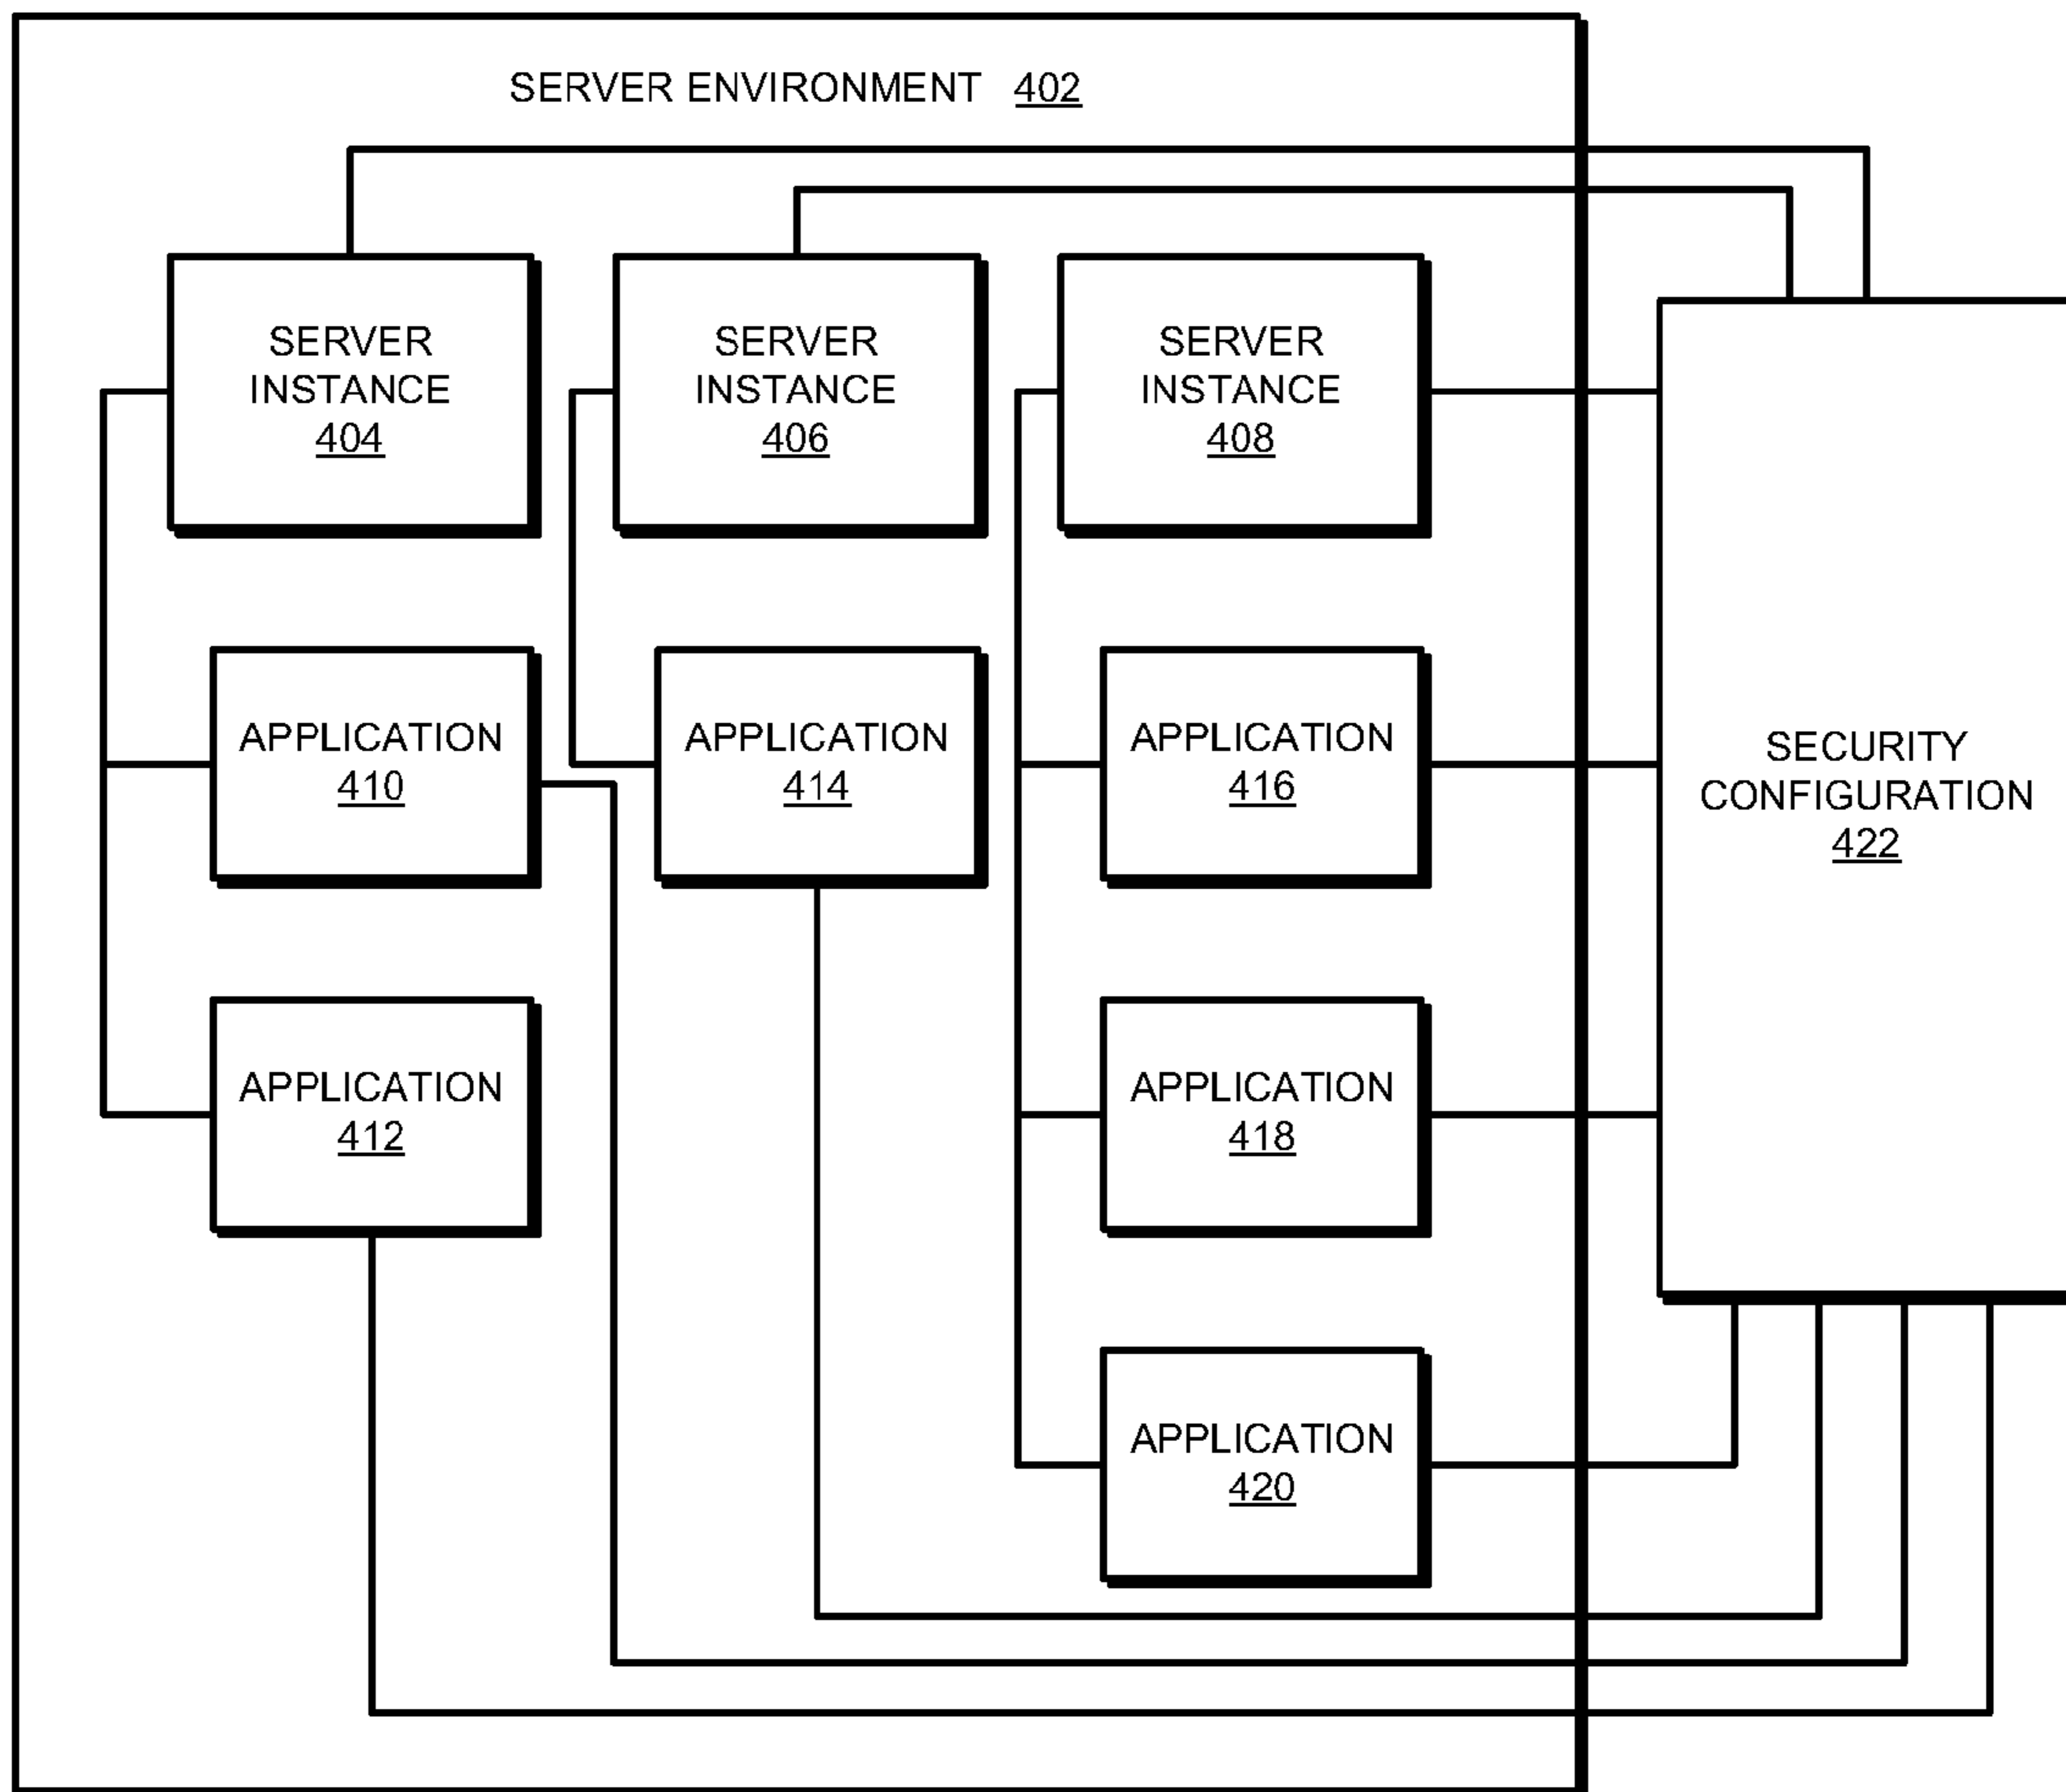 SERVER ENVIRONMENT 402
SERVER
INSTANCE
404
SERVER
INSTANCE
406
SERVER
INSTANCE
408
APPLICATION
410
APPLICATION
414
APPLICATION
416
SECURITY
CONFIGURATION
422
APPLICATION
412
APPLICATION
418
APPLICATION
420